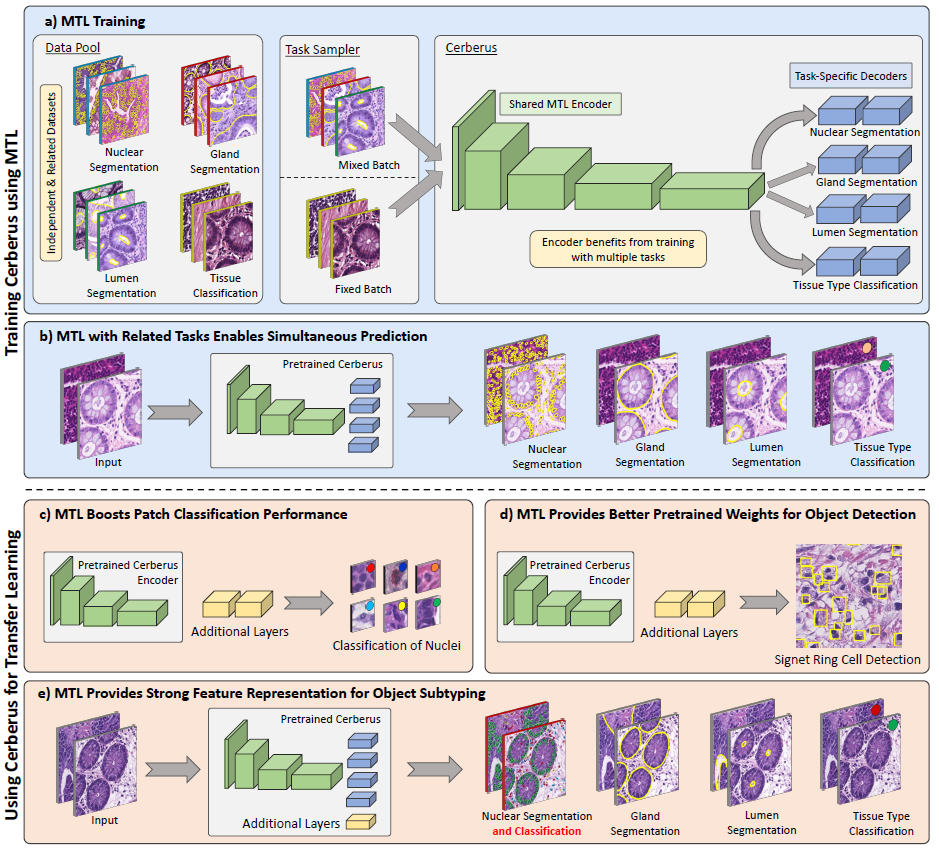 Training Cerberus using MTL
a) MTL Training
Data Pool
Independent & Related Datasets
Nuclear
Segmentation
Gland
Segmentation
Lumen
Segmentation
Tissue
Classification
Task Sampler
Mixed Batch
Fixed Batch
Cerberus
Shared MTL Encoder
Encoder benefits from training
with multiple tasks
Task-Specific Decoders
Nuclear Segmentation
Gland Segmentation
Lumen Segmentation
Tissue Type Classification
b) MTL with Related Tasks Enables Simultaneous Prediction
Input
Pretrained Cerberus
Nuclear
Segmentation
Gland
Segmentation
Lumen
Segmentation
Tissue Type
Classification
Using Cerberus for Transfer Learning
c) MTL Boosts Patch Classification Performance
Pretrained Cerberus
Encoder
Additional Layers
Classification of Nuclei
d) MTL Provides Better Pretrained Weights for Object Detection
Pretrained Cerberus
Encoder
Additional Layers
Signet Ring Cell Detection
e) MTL Provides Strong Feature Representation for Object Subtyping
Input
Pretrained Cerberus
Additional Layers
Nuclear Segmentation
and Classification
Gland
Segmentation
Lumen
Segmentation
Tissue Type
Classification